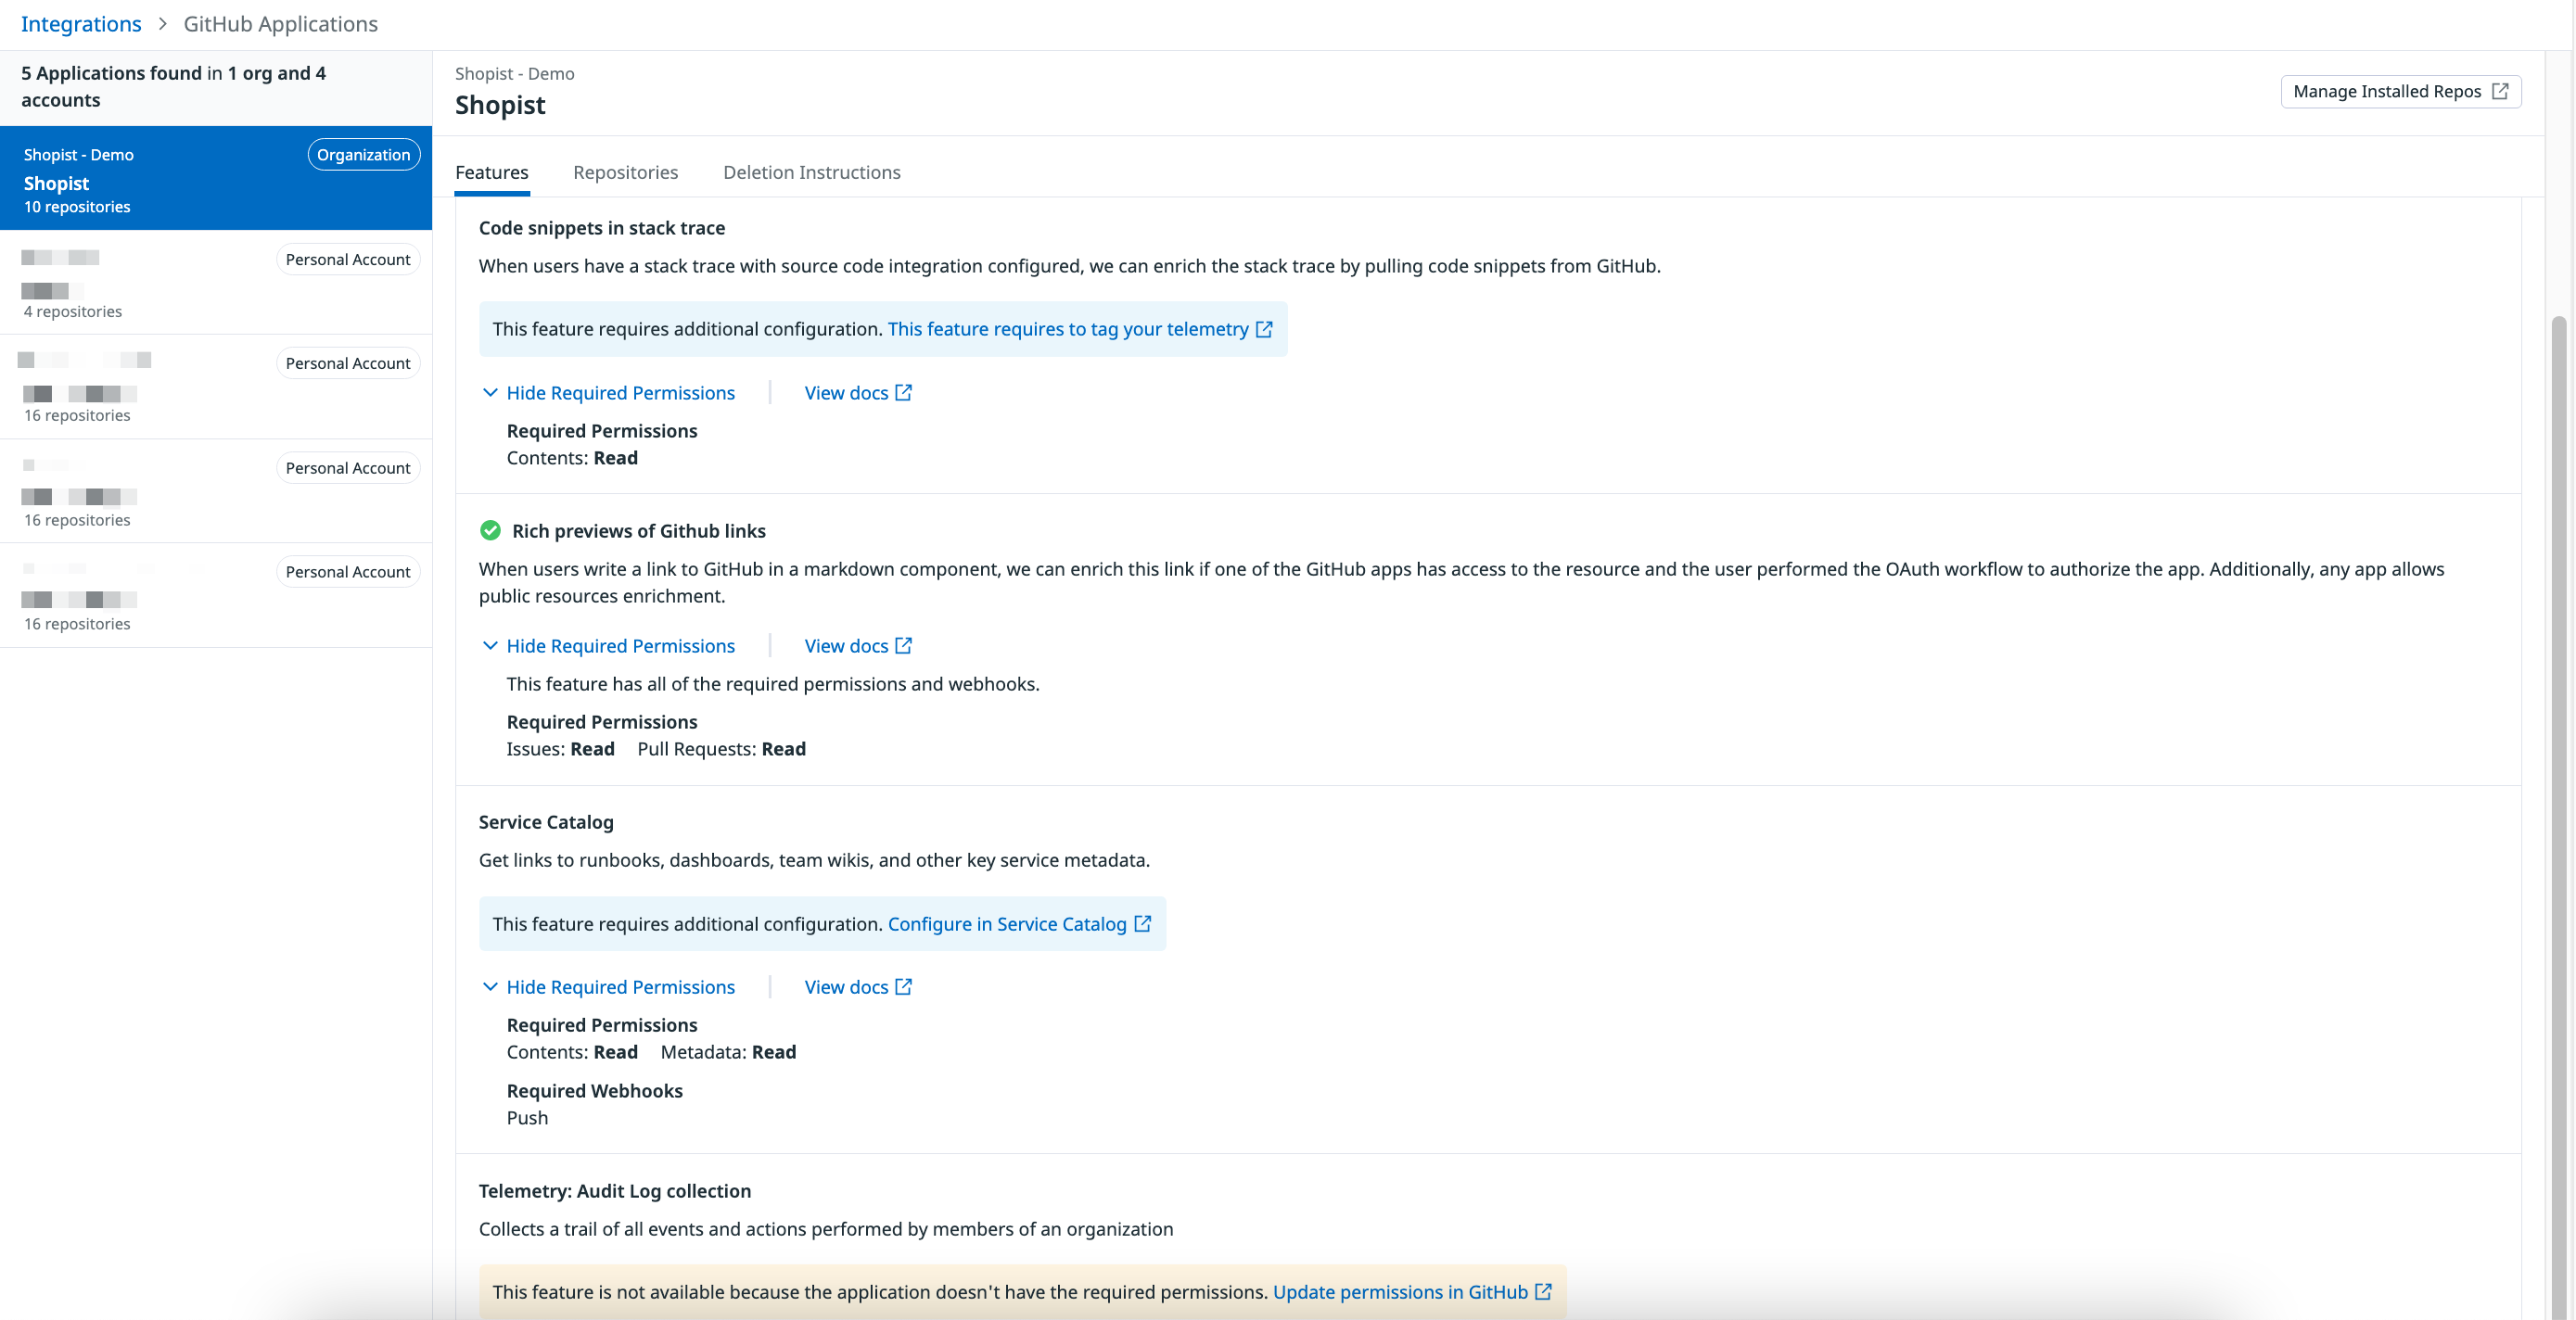 Integrations > GitHub Applications
5 Applications found in 1 org and 4
accounts
Shopist - Demo
Organization
Shopist
10 repositories
Personal Account
4 repositories
Personal Account
16 repositories
Personal Account
16 repositories
Personal Account
16 repositories
Shopist - Demo
Shopist
Manage Installed Repos
Features Repositories Deletion Instructions
Code snippets in stack trace
When users have a stack trace with source code integration configured, we can enrich the stack trace by pulling code snippets from GitHub.
This feature requires additional configuration. This feature requires to tag your telemetry
Hide Required Permissions View docs
Required Permissions
Contents: Read
Rich previews of Github links
When users write a link to GitHub in a markdown component, we can enrich this link if one of the GitHub apps has access to the resource and the user performed the OAuth workflow to authorize the app. Additionally, any app allows
public resources enrichment.
Hide Required Permissions View docs
This feature has all of the required permissions and webhooks.
Required Permissions
Issues: Read Pull Requests: Read
Service Catalog
Get links to runbooks, dashboards, team wikis, and other key service metadata.
This feature requires additional configuration. Configure in Service Catalog
Hide Required Permissions View docs
Required Permissions
Contents: Read Metadata: Read
Required Webhooks
Push
Telemetry: Audit Log collection
Collects a trail of all events and actions performed by members of an organization
This feature is not available because the application doesn't have the required permissions. Update permissions in GitHub